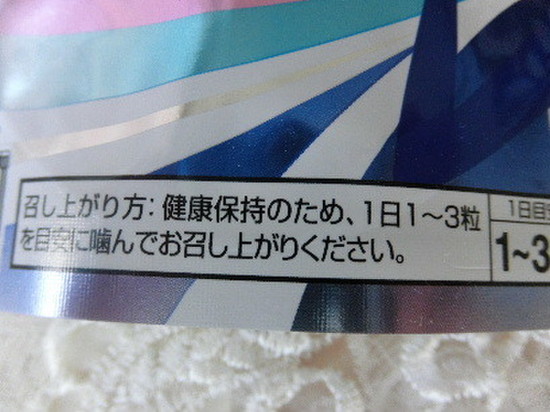 召し上がり方：健康保持のため、1日1～3粒
を目安に噛んでお召し上がりください。
1日目
1～3